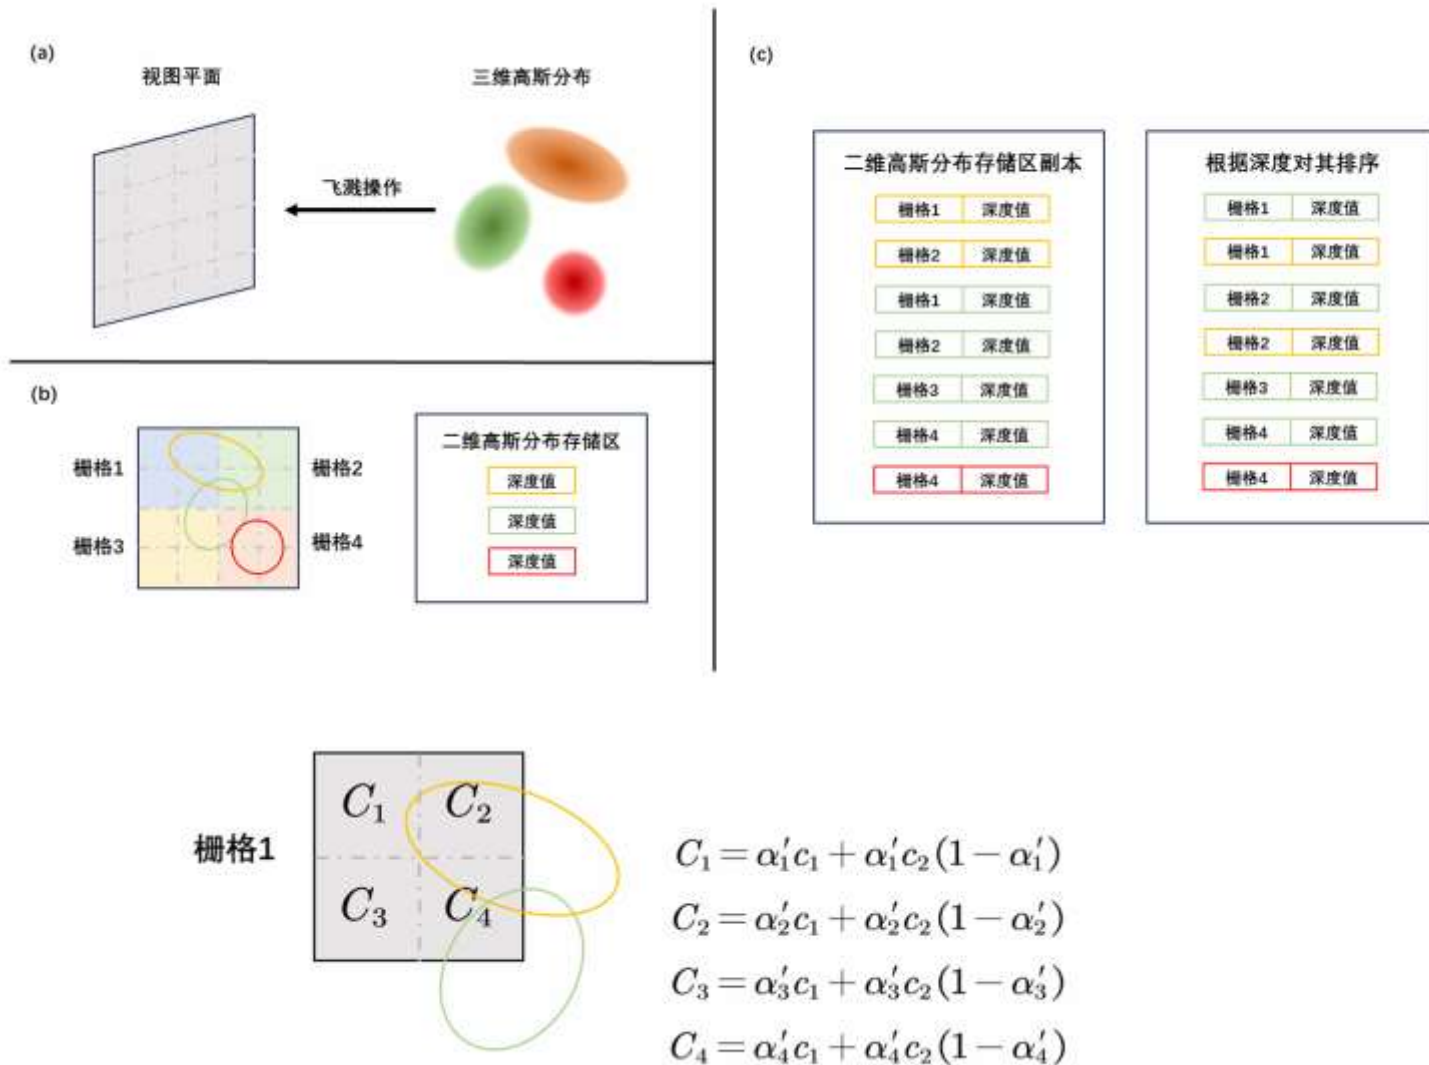 (a)
视图平面
三维高斯分布
飞溅操作
(b)
栅格1
栅格2
栅格3
栅格4
二维高斯分布存储区
深度值
深度值
深度值
(c)
二维高斯分布存储区副本
栅格1 深度值
栅格2 深度值
栅格1 深度值
栅格2 深度值
栅格3 深度值
栅格4 深度值
栅格4 深度值
根据深度对其排序
栅格1 深度值
栅格1 深度值
栅格2 深度值
栅格2 深度值
栅格3 深度值
栅格4 深度值
栅格4 深度值
栅格1
C₁ C₂
C₃ C₄
C₁ = α′₁c₁ + α′₁c₂(1 − α′₁)
C₂ = α′₂c₁ + α′₂c₂(1 − α′₂)
C₃ = α′₃c₁ + α′₃c₂(1 − α′₃)
C₄ = α′₄c₁ + α′₄c₂(1 − α′₄)